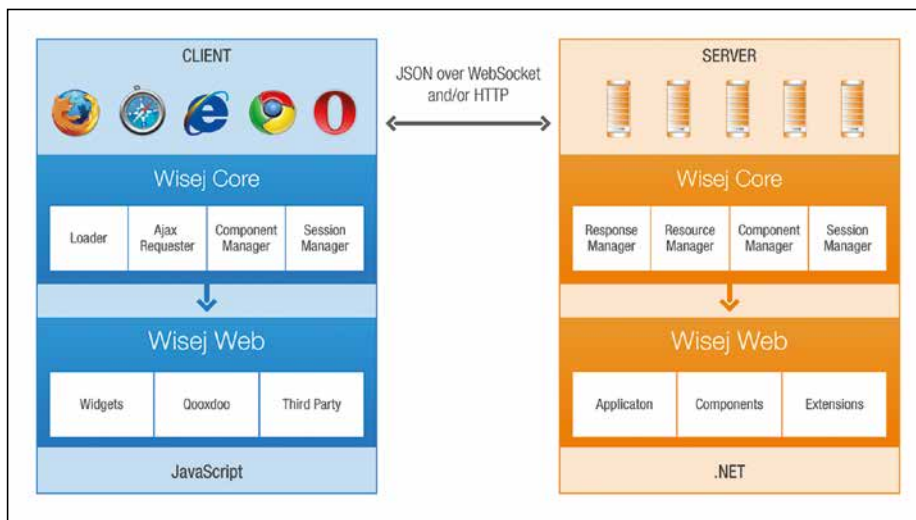 CLIENT
JSON over WebSocket
and/or HTTP
SERVER
Wisej Core
Loader
Ajax
Requester
Component
Manager
Session
Manager
Wisej Core
Response
Manager
Resource
Manager
Component
Manager
Session
Manager
Wisej Web
Widgets
Qooxdoo
Third Party
Wisej Web
Applicaton
Components
Extensions
JavaScript
.NET